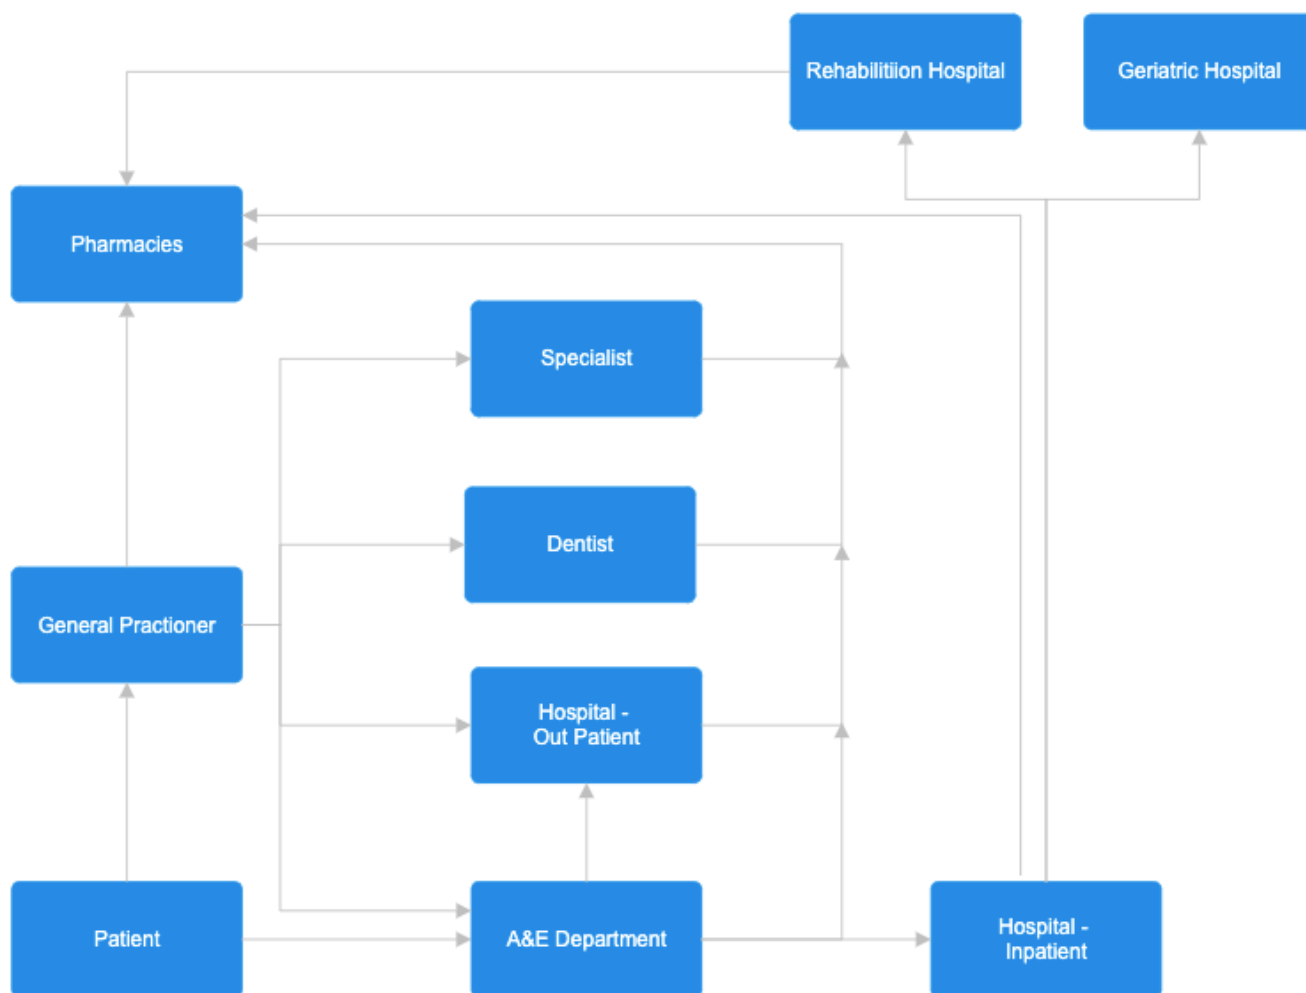 Rehabilitiion Hospital
Geriatric Hospital
Pharmacies
Specialist
Dentist
General Practioner
Hospital -
Out Patient
Patient
A&E Department
Hospital -
Inpatient